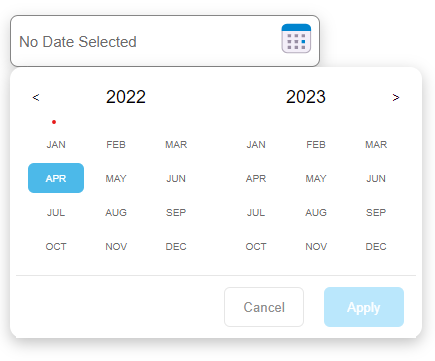 No Date Selected
< 2022 2023 >
JAN FEB MAR JAN FEB MAR
APR MAY JUN APR MAY JUN
JUL AUG SEP JUL AUG SEP
OCT NOV DEC OCT NOV DEC
Cancel Apply